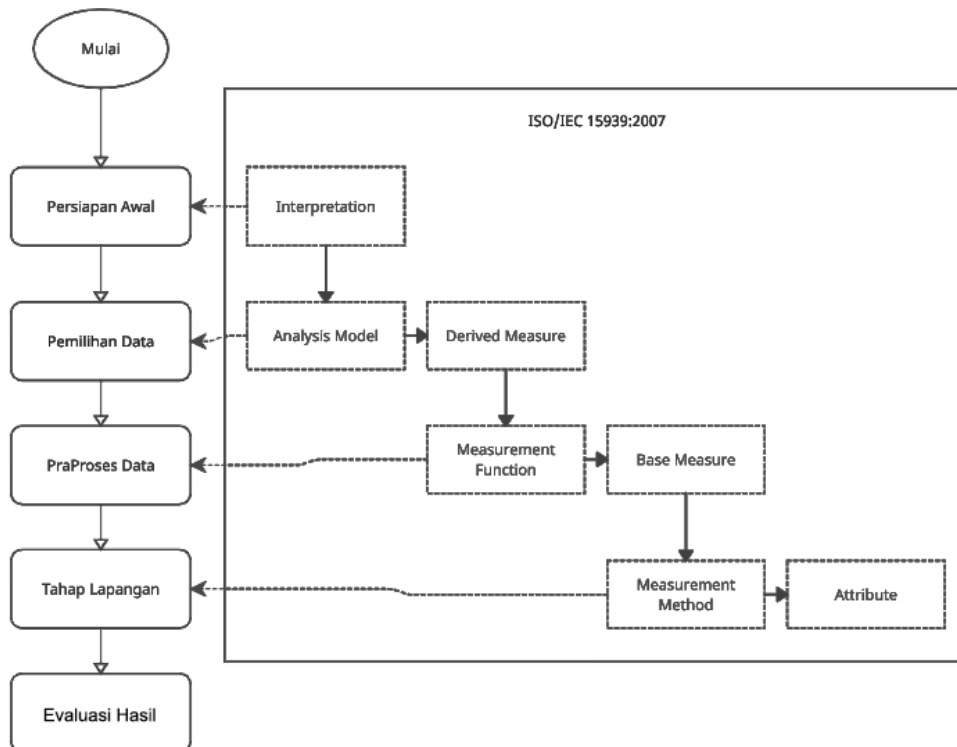 Mulai
ISO/IEC 15939:2007
Persiapan Awal
Interpretation
Pemilihan Data
Analysis Model
Derived Measure
PraProses Data
Measurement
Function
Base Measure
Tahap Lapangan
Measurement
Method
Attribute
Evaluasi Hasil